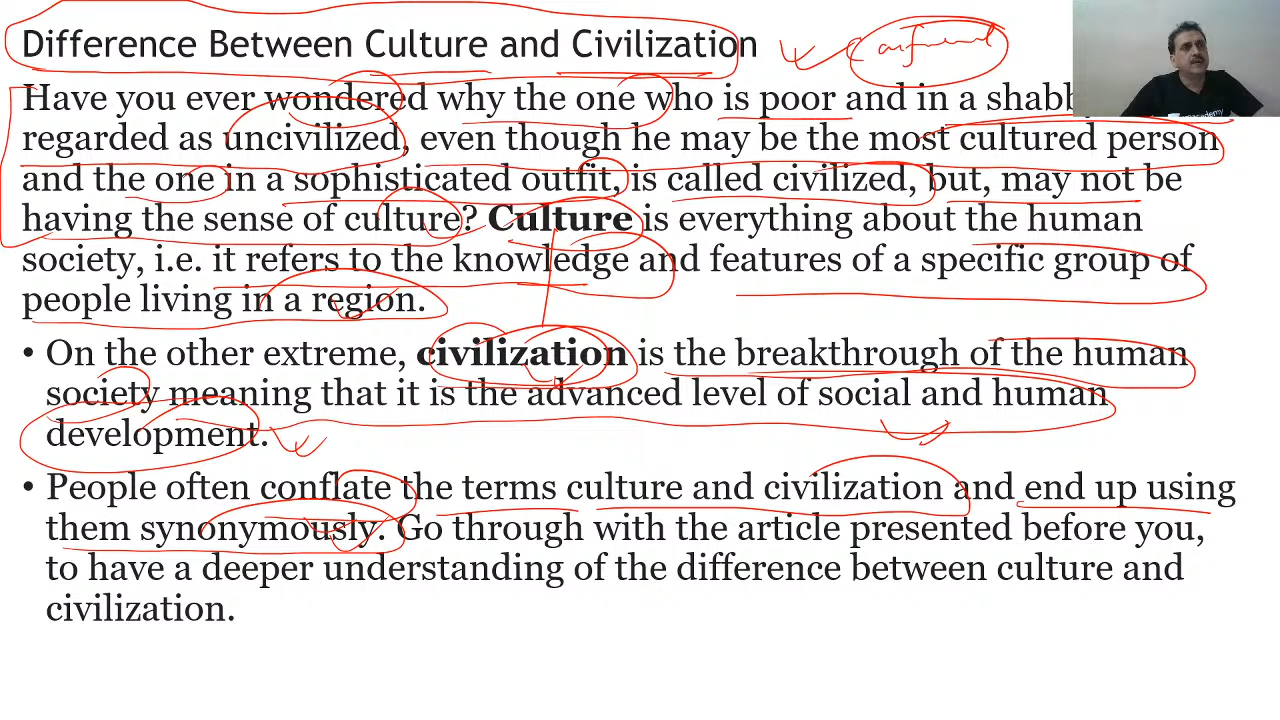 Difference Between Culture and Civilization
Have you ever wondered why the one who is poor and in a
regarded as uncivilized, even though he may be the most cultured person
and the one in a sophisticated outfit, is called civilized, but, may not be
having the sense of culture? Culture is everything about the human
society, i.e. it refers to the knowledge and features of a specific group of
people living in a region.
• On the other extreme, civilization is the breakthrough of the human
society meaning that it is the advanced level of social and human
development.
• People often conflate the terms culture and civilization and end up using
them synonymously. Go through with the article presented before you,
to have a deeper understanding of the difference between culture and
civilization.